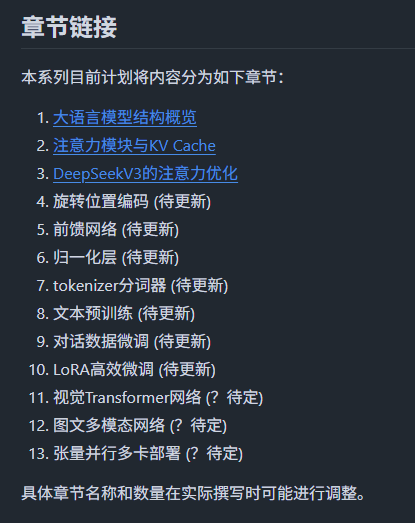 章节链接
本系列目前计划将内容分为如下章节：
1. 大语言模型结构概览
2. 注意力模块与KV Cache
3. DeepSeekV3的注意力优化
4. 旋转位置编码 (待更新)
5. 前馈网络 (待更新)
6. 归一化层 (待更新)
7. tokenizer分词器 (待更新)
8. 文本预训练 (待更新)
9. 对话数据微调 (待更新)
10. LoRA高效微调 (待更新)
11. 视觉Transformer网络 (？待定)
12. 图文多模态网络 (？待定)
13. 张量并行多卡部署 (？待定)
具体章节名称和数量在实际撰写时可能进行调整。